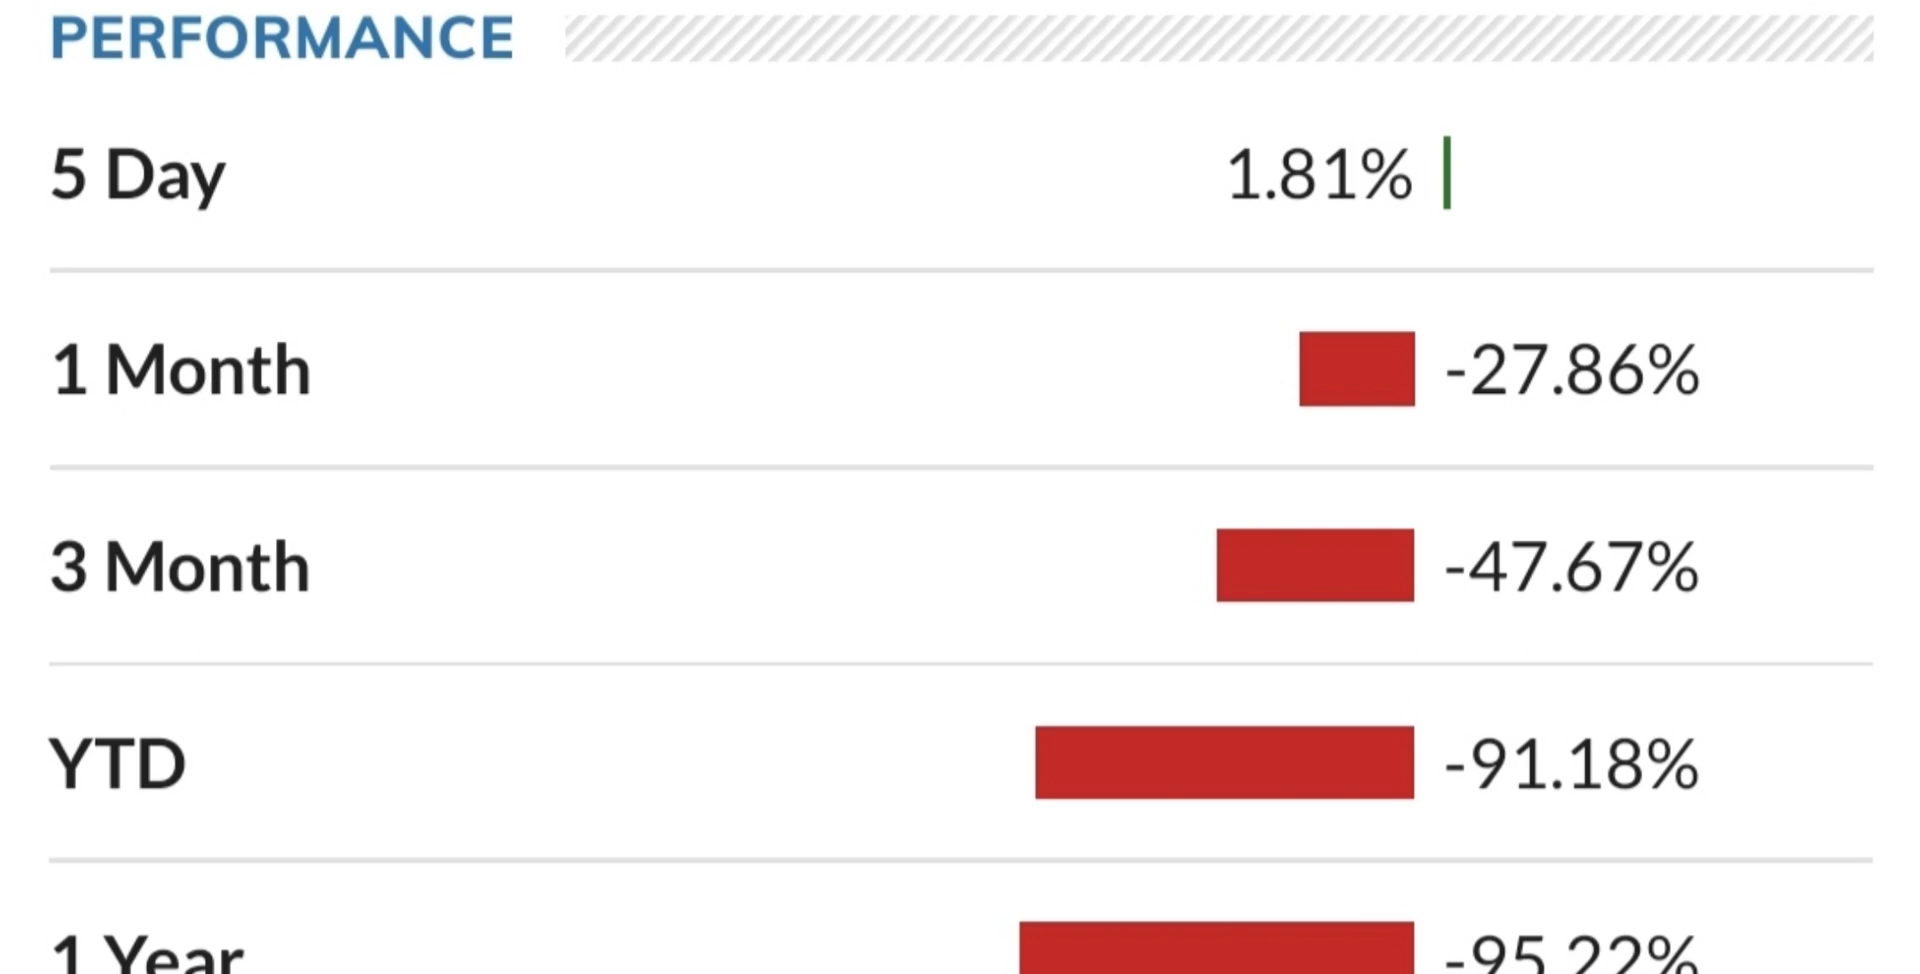 PERFORMANCE
5 Day 1.81%
1 Month -27.86%
3 Month -47.67%
YTD -91.18%
1 Year -95.22%